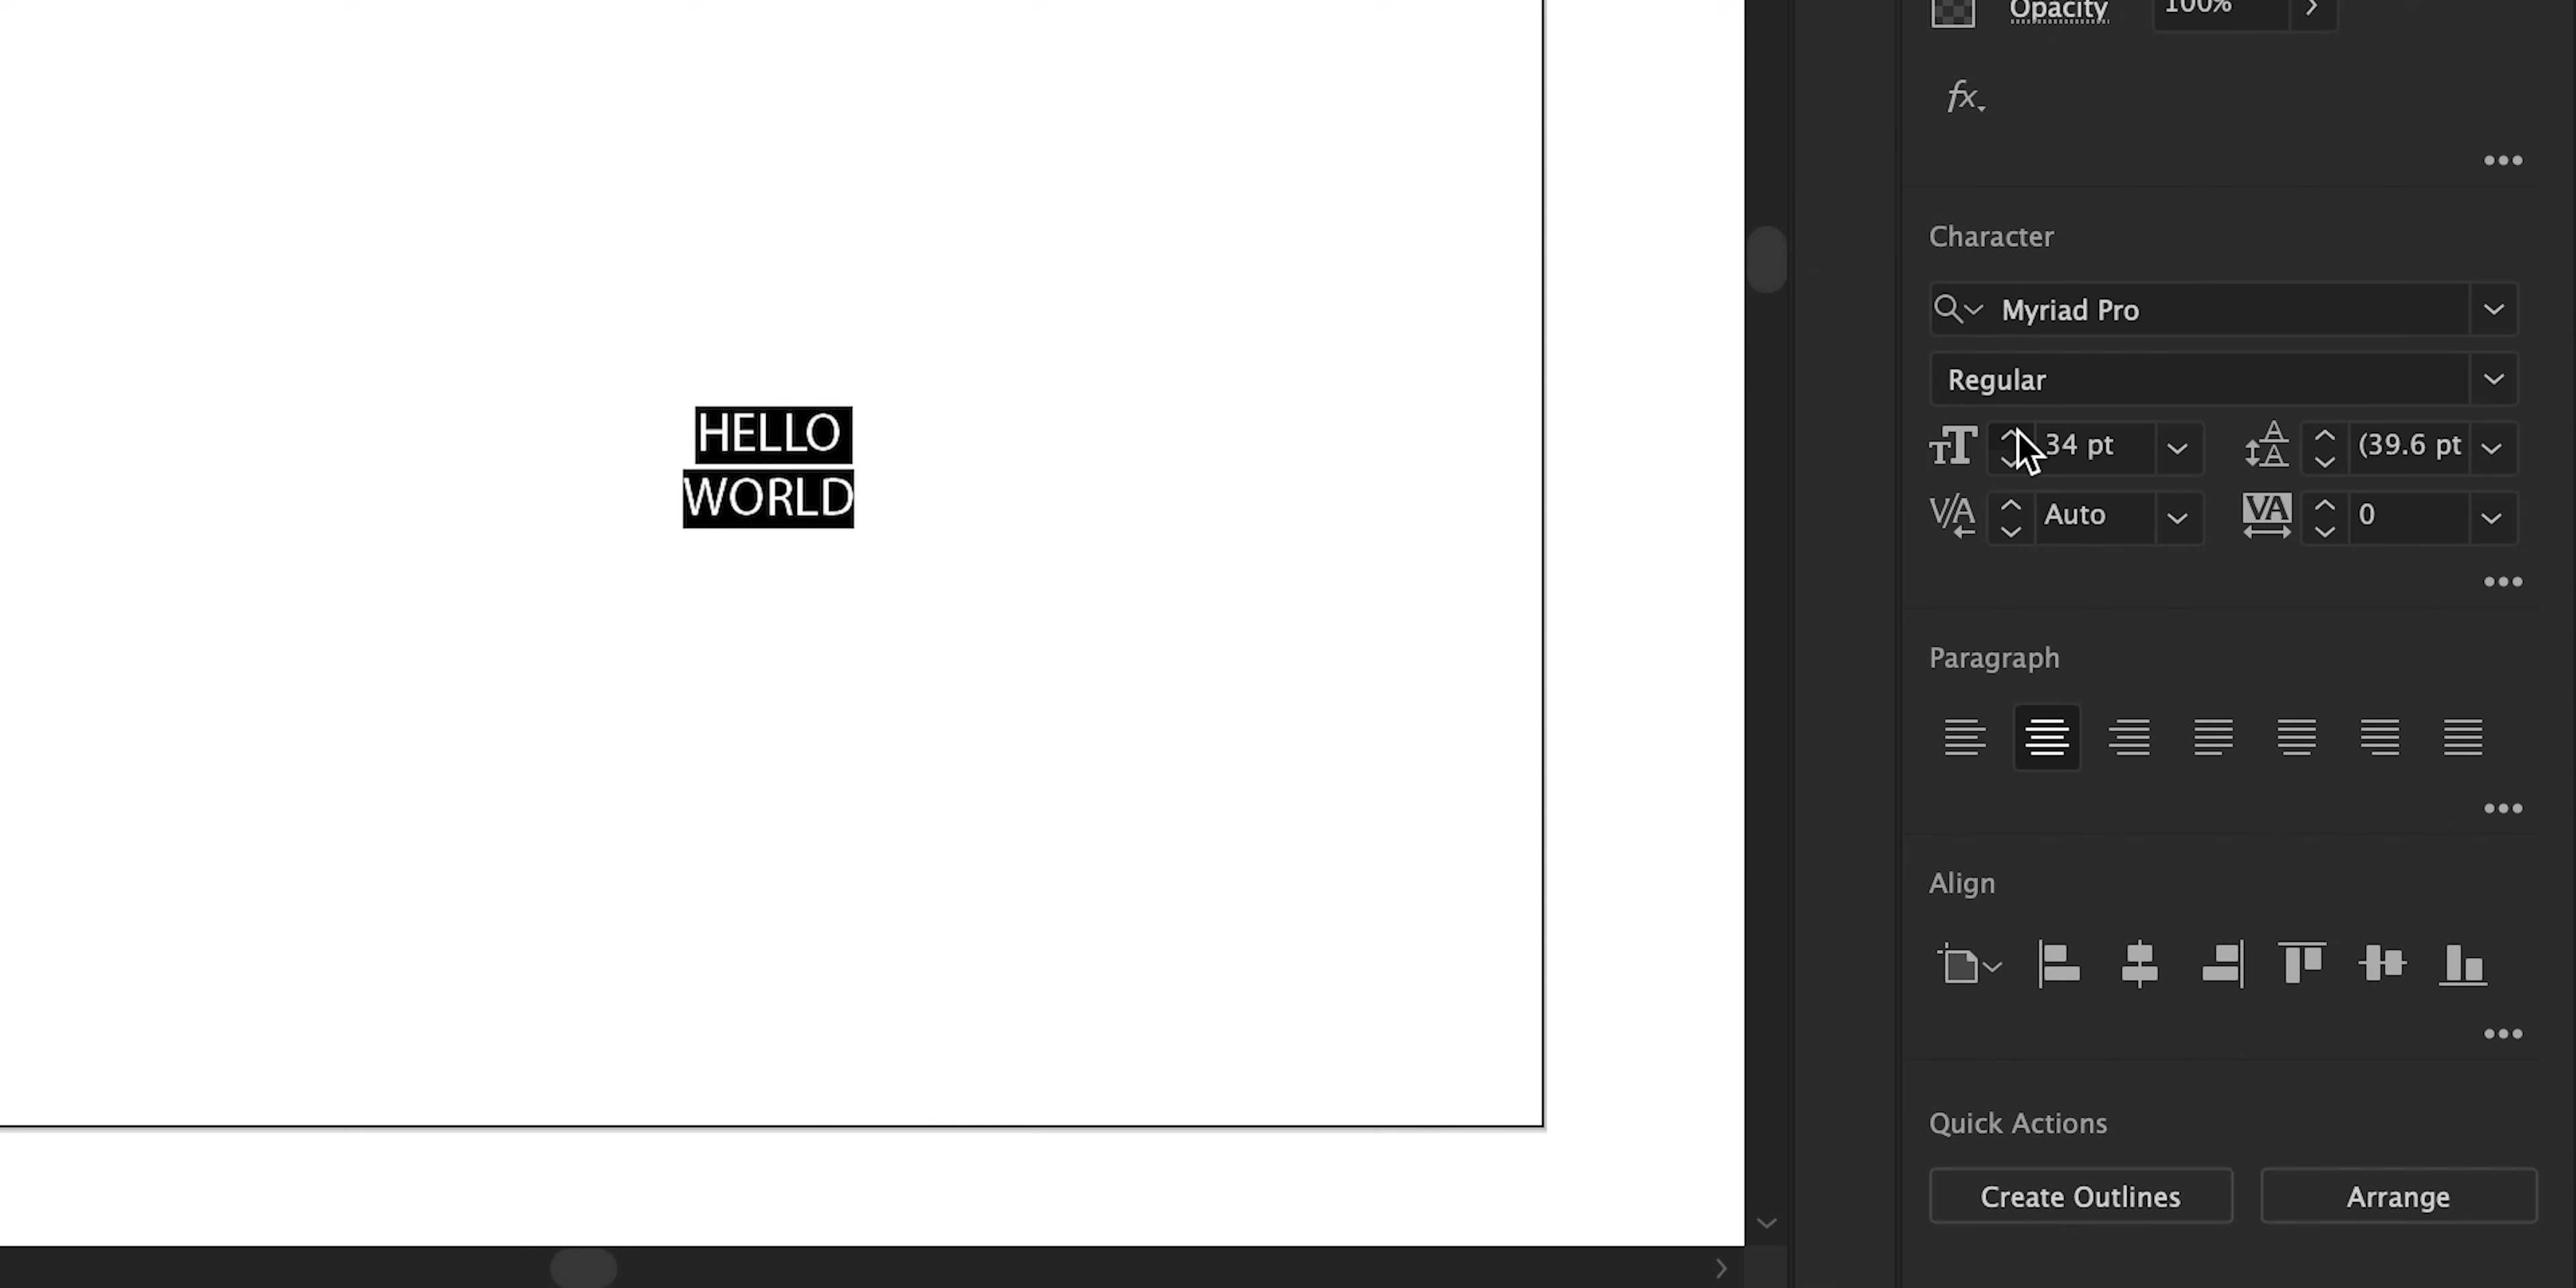 Opacity 100%
fx
Character
Myriad Pro
Regular
34 pt (39.6 pt
Auto 0
HELLO
WORLD
Paragraph
Align
Quick Actions
Create Outlines Arrange